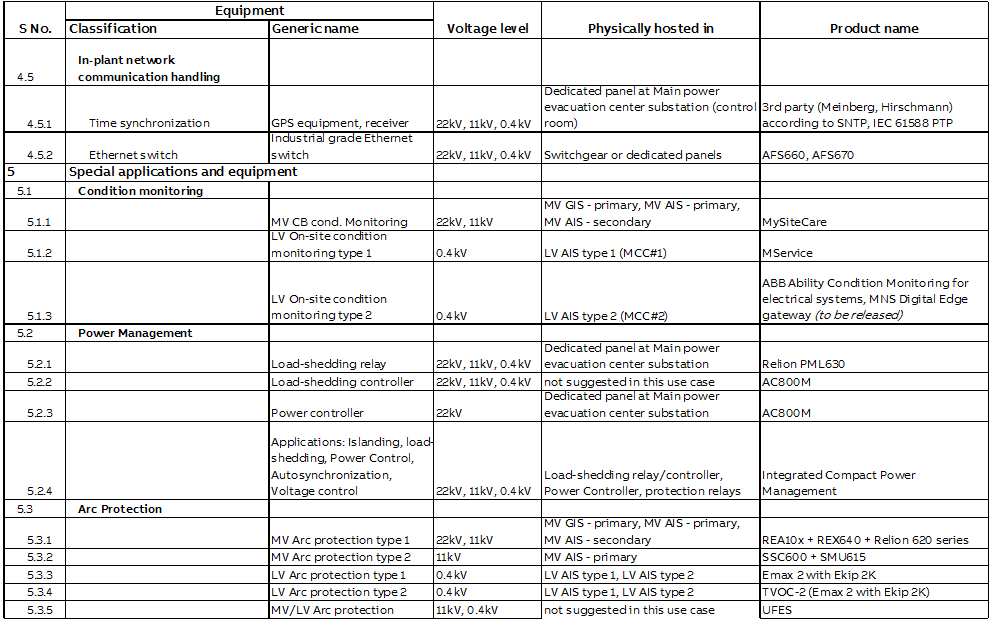 Equipment
S No. Classification Generic name Voltage level Physically hosted in Product name
In-plant network
4.5 communication handling
Dedicated panel at Main power
evacuation center substation (control 3rd party (Meinberg, Hirschmann)
4.5.1 Time synchronization GPS equipment, receiver 22kV, 11kV, 0.4kV room) according to SNTP, IEC 61588 PTP
Industrial grade Ethernet
4.5.2 Ethernet switch switch 22kV, 11kV, 0.4kV Switchgear or dedicated panels AFS660, AFS670
5 Special applications and equipment
5.1 Condition monitoring
MV GIS - primary, MV AIS - primary,
5.1.1 MV CB cond. Monitoring 22kV, 11kV MV AIS - secondary MySiteCare
LV On-site condition
5.1.2 monitoring type 1 0.4kV LV AIS type 1 (MCC#1) MService
ABB Ability Condition Monitoring for
LV On-site condition electrical systems, MNS Digital Edge
5.1.3 monitoring type 2 0.4kV LV AIS type 2 (MCC#2) gateway (to be released)
5.2 Power Management
Dedicated panel at Main power
5.2.1 Load-shedding relay 22kV, 11kV, 0.4kV evacuation center substation Relion PML630
5.2.2 Load-shedding controller 22kV, 11kV, 0.4kV not suggested in this use case AC800M
Dedicated panel at Main power
5.2.3 Power controller 22kV evacuation center substation AC800M
Applications: Islanding, load-
shedding, Power Control,
Autosynchronization, Load-shedding relay/controller, Integrated Compact Power
5.2.4 Voltage control 22kV, 11kV, 0.4kV Power Controller, protection relays Management
5.3 Arc Protection
MV GIS - primary, MV AIS - primary,
5.3.1 MV Arc protection type 1 22kV, 11kV MV AIS - secondary REA10x + REX640 + Relion 620 series
5.3.2 MV Arc protection type 2 11kV MV AIS - primary SSC600 + SMU615
5.3.3 LV Arc protection type 1 0.4kV LV AIS type 1, LV AIS type 2 Emax 2 with Ekip 2K
5.3.4 LV Arc protection type 2 0.4kV LV AIS type 1, LV AIS type 2 TVOC-2 (Emax 2 with Ekip 2K)
5.3.5 MV/LV Arc protection 11kV, 0.4kV not suggested in this use case UFES